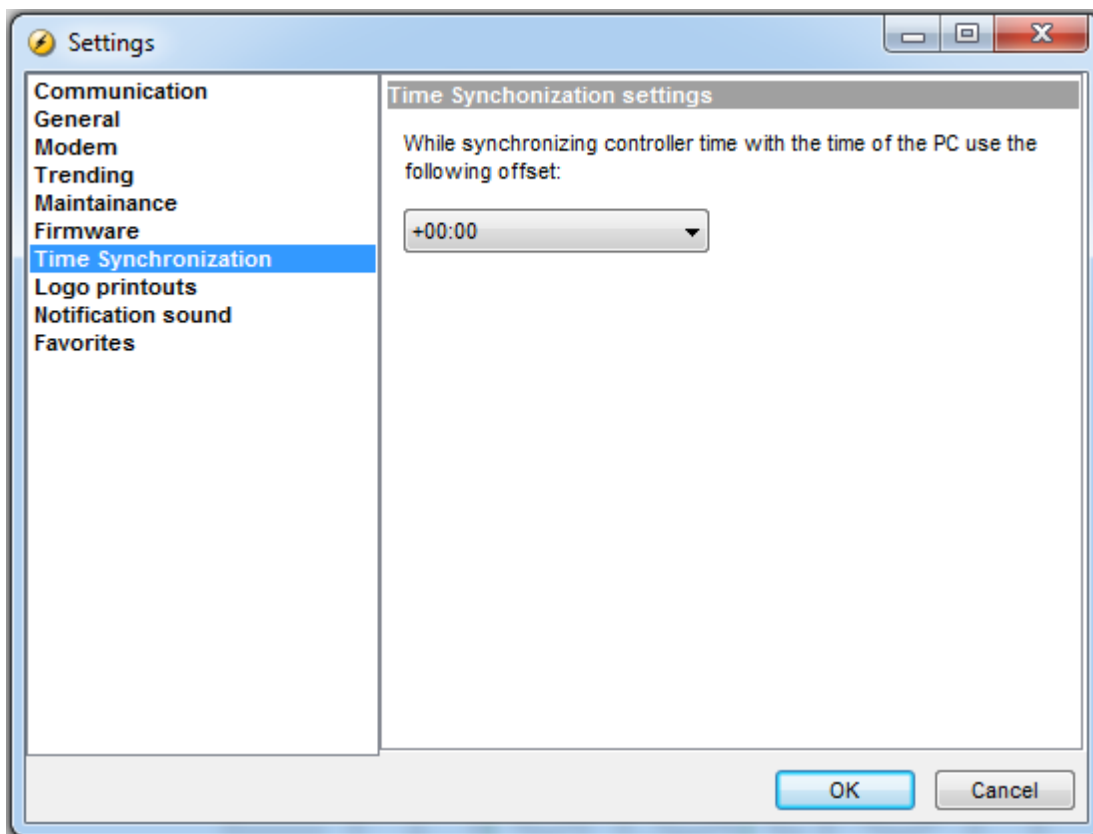 Settings
Communication
General
Modem
Trending
Maintainance
Firmware
Time Synchronization
Logo printouts
Notification sound
Favorites
Time Synchonization settings
While synchronizing controller time with the time of the PC use the
following offset:
+00:00
OK
Cancel